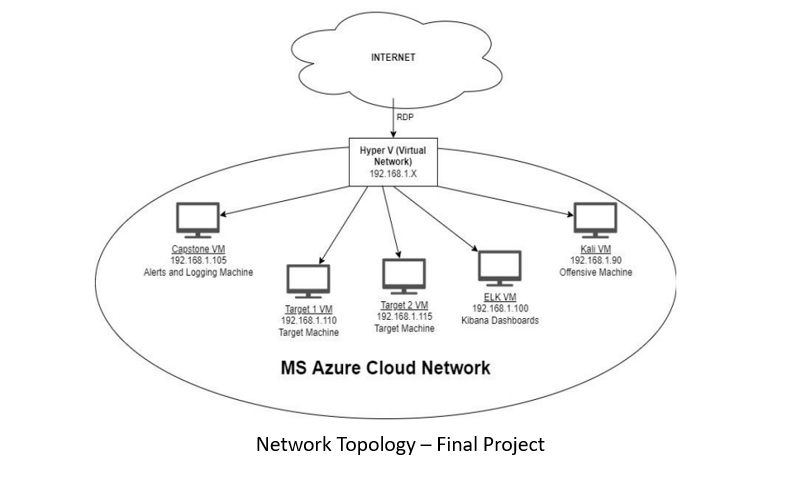 INTERNET
RDP
Hyper V (Virtual
Network)
192.168.1.X
Capstone VM
192.168.1.105
Alerts and Logging Machine
Target 1 VM
192.168.1.110
Target Machine
Target 2 VM
192.168.1.115
Target Machine
ELK VM
192.168.1.100
Kibana Dashboards
Kali VM
192.168.1.90
Offensive Machine
MS Azure Cloud Network
Network Topology – Final Project